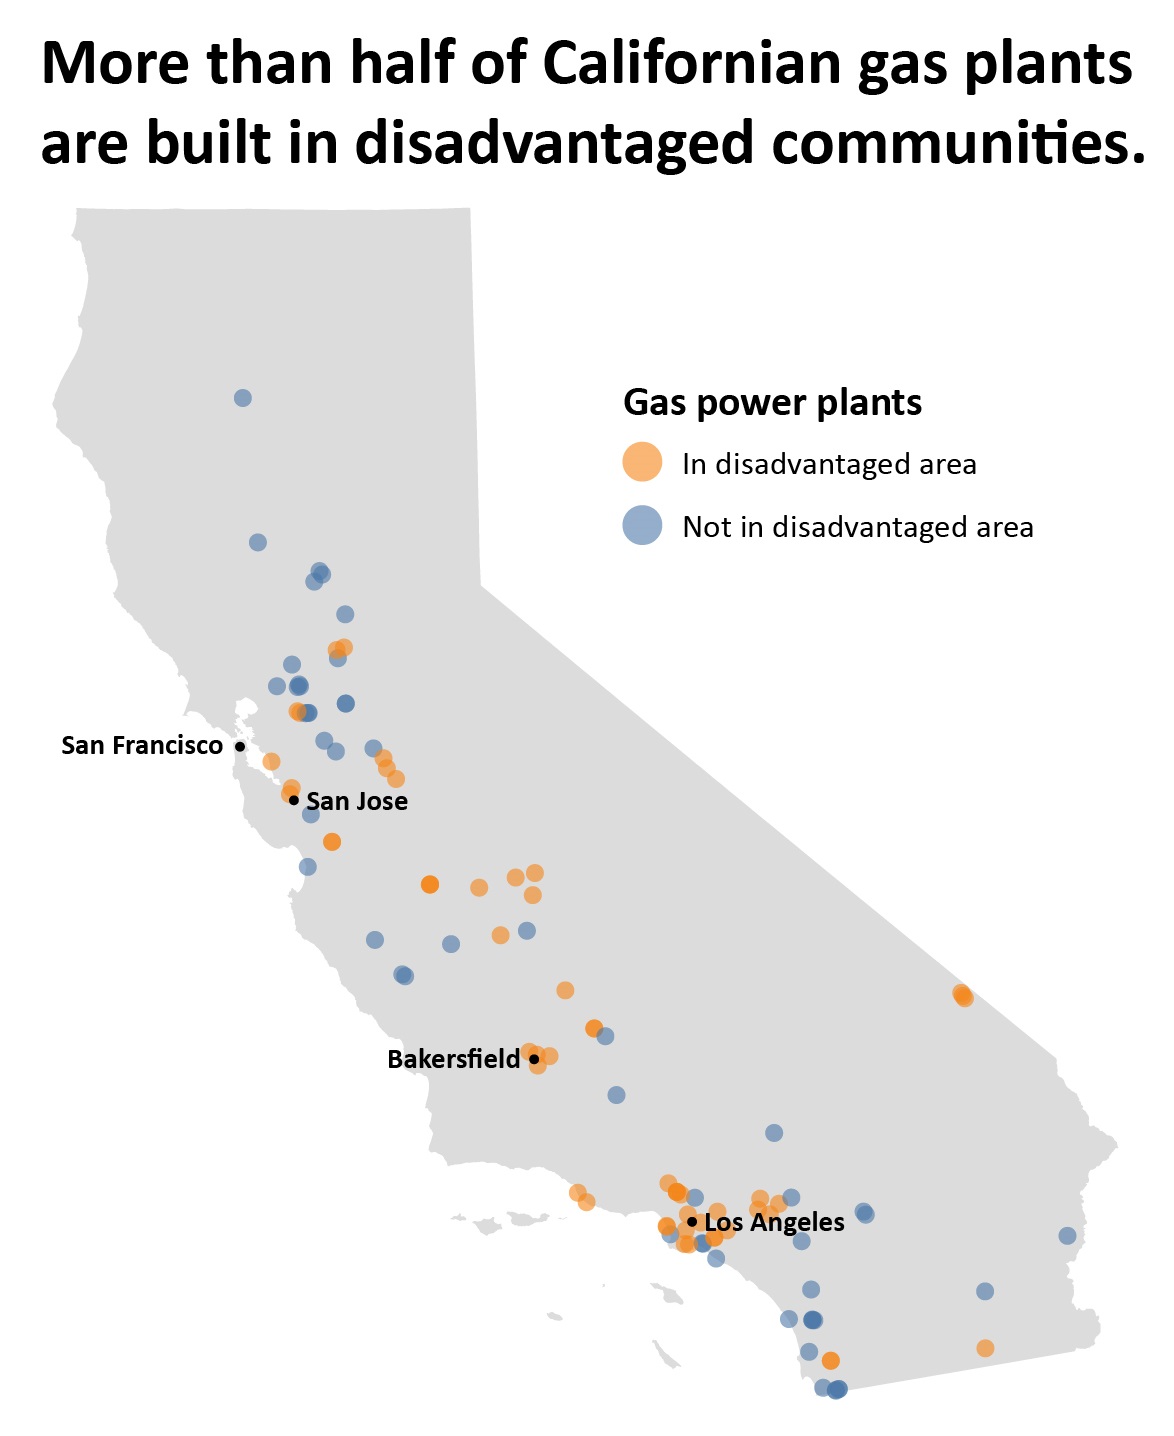 More than half of Californian gas plants
are built in disadvantaged communities.
Gas power plants
In disadvantaged area
Not in disadvantaged area
San Francisco
San Jose
Bakersfield
Los Angeles